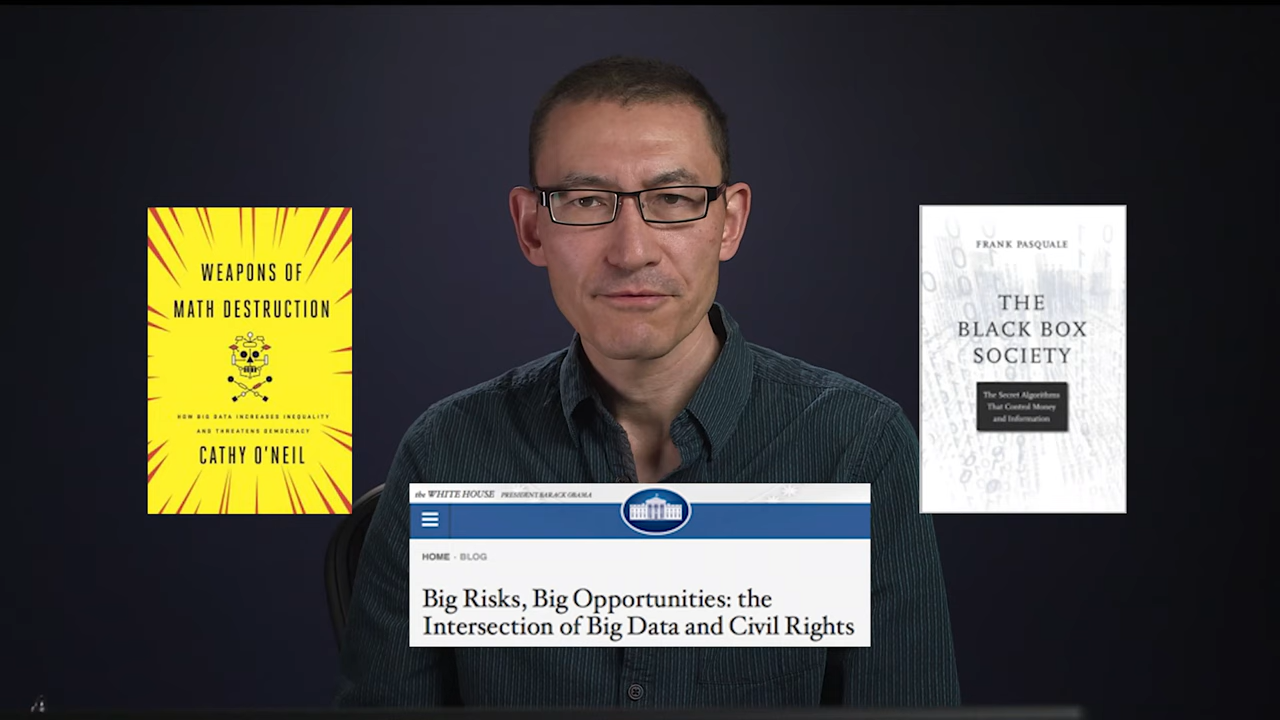 WEAPONS OF
MATH DESTRUCTION
HOW BIG DATA INCREASES INEQUALITY
AND THREATENS DEMOCRACY
CATHY O'NEIL
FRANK PASQUALE
THE
BLACK BOX
SOCIETY
The Secret Algorithms
That Control Money
and Information
the WHITE HOUSE PRESIDENT BARACK OBAMA
HOME · BLOG
Big Risks, Big Opportunities: the
Intersection of Big Data and Civil Rights